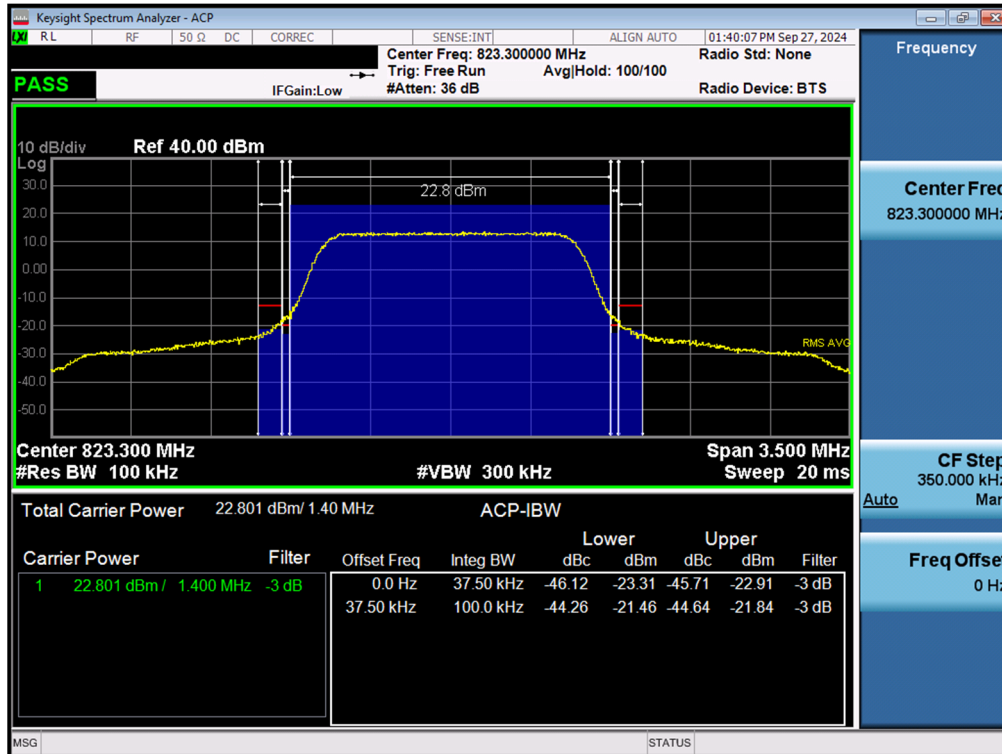 Keysight Spectrum Analyzer - ACP
LXI RL RF 50 Ω DC CORREC SENSE:INT ALIGN AUTO 01:40:07 PM Sep 27, 2024
Center Freq: 823.300000 MHz Radio Std: None
Trig: Free Run Avg|Hold: 100/100
PASS IFGain:Low #Atten: 36 dB Radio Device: BTS
Frequency
Center Freq
823.300000 MHz
CF Step
350.000 kHz
Auto Man
Freq Offset
0 Hz
10 dB/div Ref 40.00 dBm
Log
30.0
20.0
10.0
0.00
-10.0
-20.0
-30.0
-40.0
-50.0
22.8 dBm
RMS AVG
Center 823.300 MHz Span 3.500 MHz
#Res BW 100 kHz #VBW 300 kHz Sweep 20 ms
Total Carrier Power 22.801 dBm/ 1.40 MHz ACP-IBW
Lower Upper
Carrier Power Filter Offset Freq Integ BW dBc dBm dBc dBm Filter
1 22.801 dBm / 1.400 MHz -3 dB 0.0 Hz 37.50 kHz -46.12 -23.31 -45.71 -22.91 -3 dB
37.50 kHz 100.0 kHz -44.26 -21.46 -44.64 -21.84 -3 dB
MSG STATUS